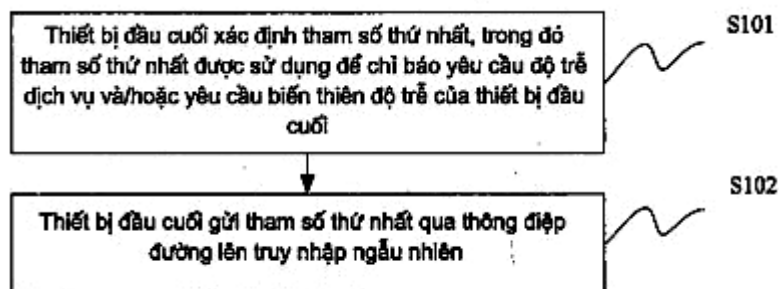 Thiết bị đầu cuối xác định tham số thứ nhất, trong đó
tham số thứ nhất được sử dụng để chỉ báo yêu cầu độ trễ
dịch vụ và/hoặc yêu cầu biến thiên độ trễ của thiết bị đầu
cuối
S101
Thiết bị đầu cuối gửi tham số thứ nhất qua thông điệp
đường lên truy nhập ngẫu nhiên
S102